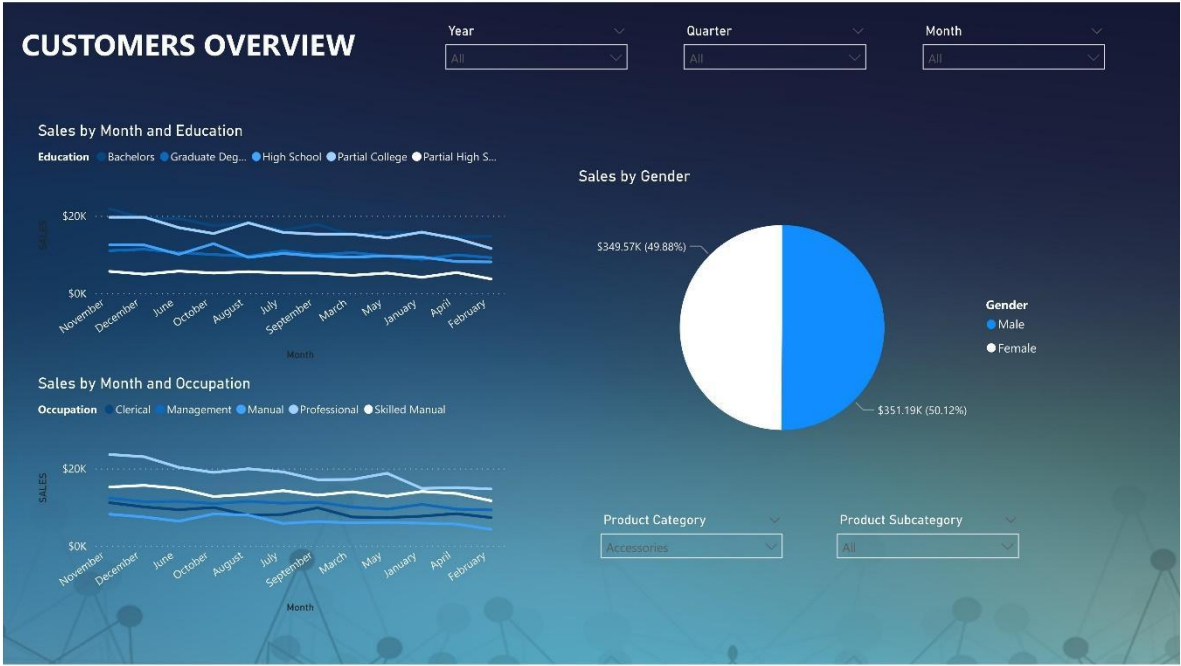 CUSTOMERS OVERVIEW
Year
All
Quarter
All
Month
All
Sales by Month and Education
Education Bachelors Graduate Deg... High School Partial College Partial High S...
SALES
$20K
$0K
November December June October August July September March May January April February
Month
Sales by Gender
$349.57K (49.88%)
$351.19K (50.12%)
Gender
Male
Female
Sales by Month and Occupation
Occupation Clerical Management Manual Professional Skilled Manual
SALES
$20K
$0K
November December June October August July September March May January April February
Month
Product Category
Accessories
Product Subcategory
All